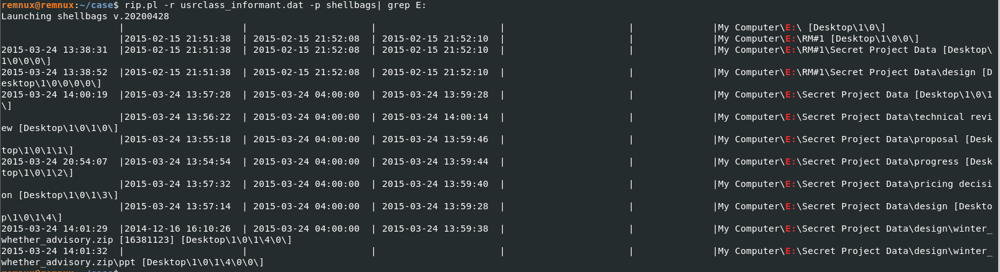 remnux@remnux:~/case$ rip.pl -r usrclass_informant.dat -p shellbags| grep E:
Launching shellbags v.20200428
                     |                     |                      |                      |                      |              |My Computer\E:\ [Desktop\1\0\]
                     |2015-02-15 21:51:38  | 2015-02-15 21:52:08  | 2015-02-15 21:52:10  |                      |              |My Computer\E:\RM#1 [Desktop\1\0\0\]
2015-03-24 13:38:31  |2015-02-15 21:51:38  | 2015-02-15 21:52:08  | 2015-02-15 21:52:10  |                      |              |My Computer\E:\RM#1\Secret Project Data [Desktop\
1\0\0\0\]
2015-03-24 13:38:52  |2015-02-15 21:51:38  | 2015-02-15 21:52:08  | 2015-02-15 21:52:10  |                      |              |My Computer\E:\RM#1\Secret Project Data\design [D
esktop\1\0\0\0\0\]
2015-03-24 14:00:19  |2015-03-24 13:57:28  | 2015-03-24 04:00:00  | 2015-03-24 13:59:28  |                      |              |My Computer\E:\Secret Project Data [Desktop\1\0\1
\]
                     |2015-03-24 13:56:22  | 2015-03-24 04:00:00  | 2015-03-24 14:00:14  |                      |              |My Computer\E:\Secret Project Data\technical revi
ew [Desktop\1\0\1\0\]
                     |2015-03-24 13:55:18  | 2015-03-24 04:00:00  | 2015-03-24 13:59:46  |                      |              |My Computer\E:\Secret Project Data\proposal [Desk
top\1\0\1\1\]
2015-03-24 20:54:07  |2015-03-24 13:54:54  | 2015-03-24 04:00:00  | 2015-03-24 13:59:44  |                      |              |My Computer\E:\Secret Project Data\progress [Desk
top\1\0\1\2\]
                     |2015-03-24 13:57:32  | 2015-03-24 04:00:00  | 2015-03-24 13:59:40  |                      |              |My Computer\E:\Secret Project Data\pricing decisi
on [Desktop\1\0\1\3\]
                     |2015-03-24 13:57:14  | 2015-03-24 04:00:00  | 2015-03-24 13:59:28  |                      |              |My Computer\E:\Secret Project Data\design [Deskto
p\1\0\1\4\]
2015-03-24 14:01:29  |2014-12-16 16:10:26  | 2015-03-24 04:00:00  | 2015-03-24 13:59:38  |                      |              |My Computer\E:\Secret Project Data\design\winter_
whether_advisory.zip [16381123] [Desktop\1\0\1\4\0\]
2015-03-24 14:01:32  |                     |                      |                      |                      |              |My Computer\E:\Secret Project Data\design\winter_
whether_advisory.zip\ppt [Desktop\1\0\1\4\0\0\]